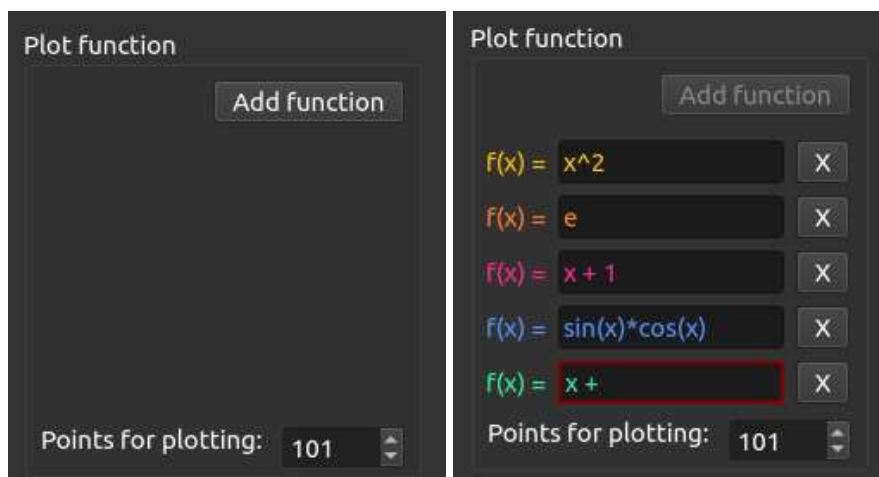 Plot function
Add function
Points for plotting: 101
Plot function
Add function
f(x) = x^2 X
f(x) = e X
f(x) = x + 1 X
f(x) = sin(x)*cos(x) X
f(x) = x + X
Points for plotting: 101